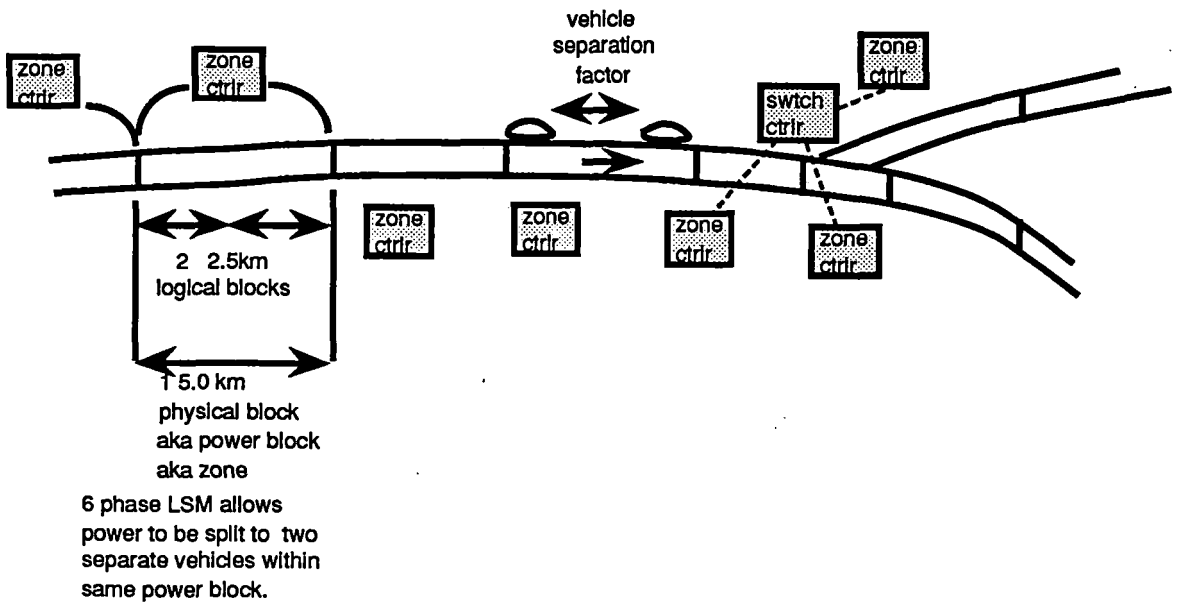 vehicle
separation
factor
zone
ctrlr
zone
ctrlr
zone
ctrlr
swtch
ctrlr
zone
ctrlr
zone
ctrlr
zone
ctrlr
zone
ctrlr
2 2.5km
logical blocks
1 5.0 km
physical block
aka power block
aka zone
6 phase LSM allows
power to be split to two
separate vehicles within
same power block.